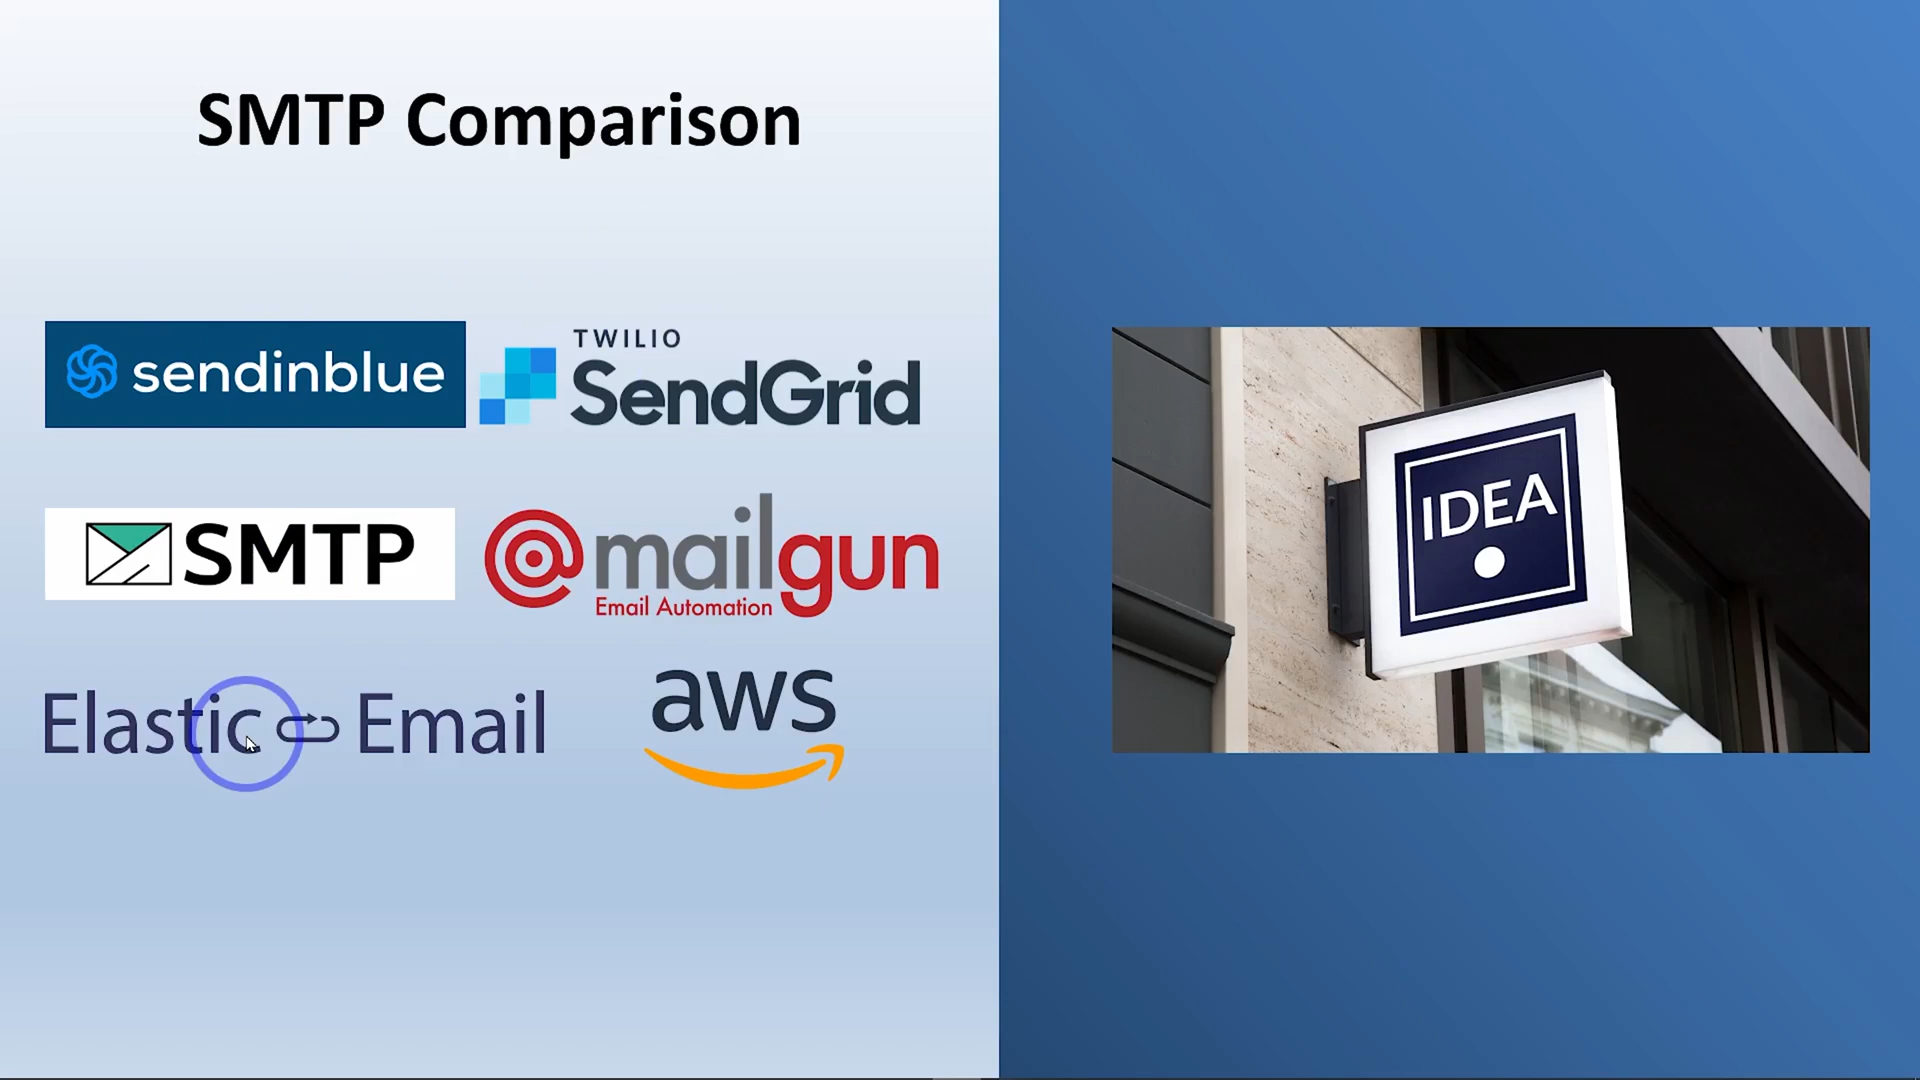 SMTP Comparison
sendinblue
TWILIO
SendGrid
SMTP
@mailgun
Email Automation
Elastic Email
aws
IDEA